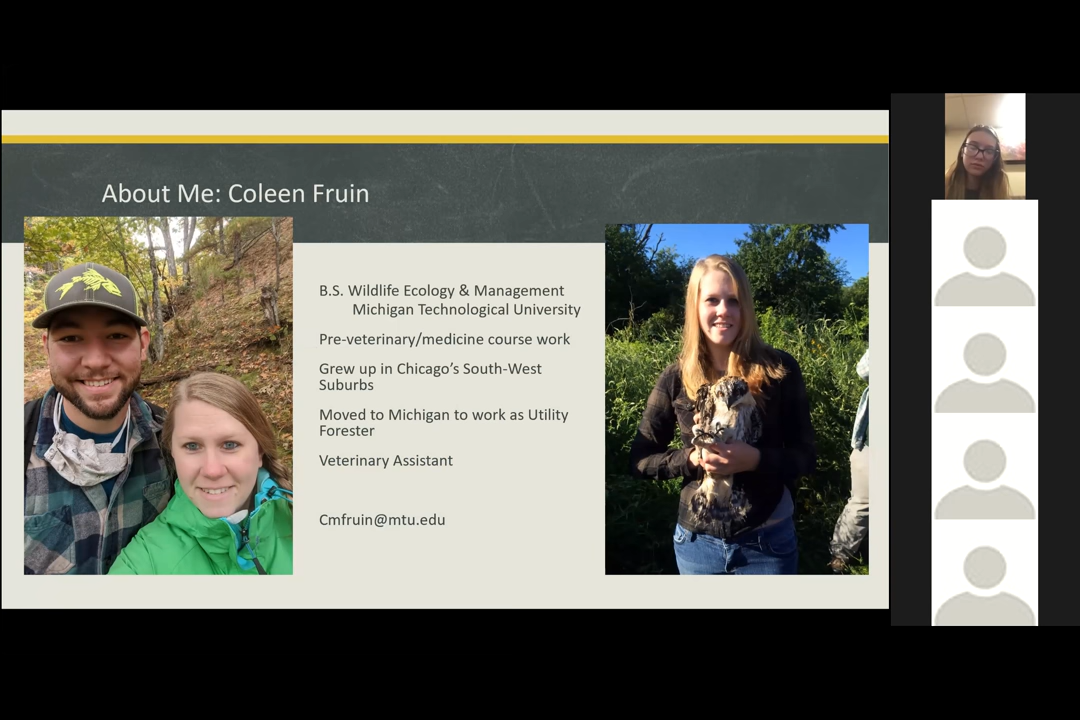 About Me: Coleen Fruin
B.S. Wildlife Ecology & Management
Michigan Technological University
Pre-veterinary/medicine course work
Grew up in Chicago’s South-West
Suburbs
Moved to Michigan to work as Utility
Forester
Veterinary Assistant
Cmfruin@mtu.edu